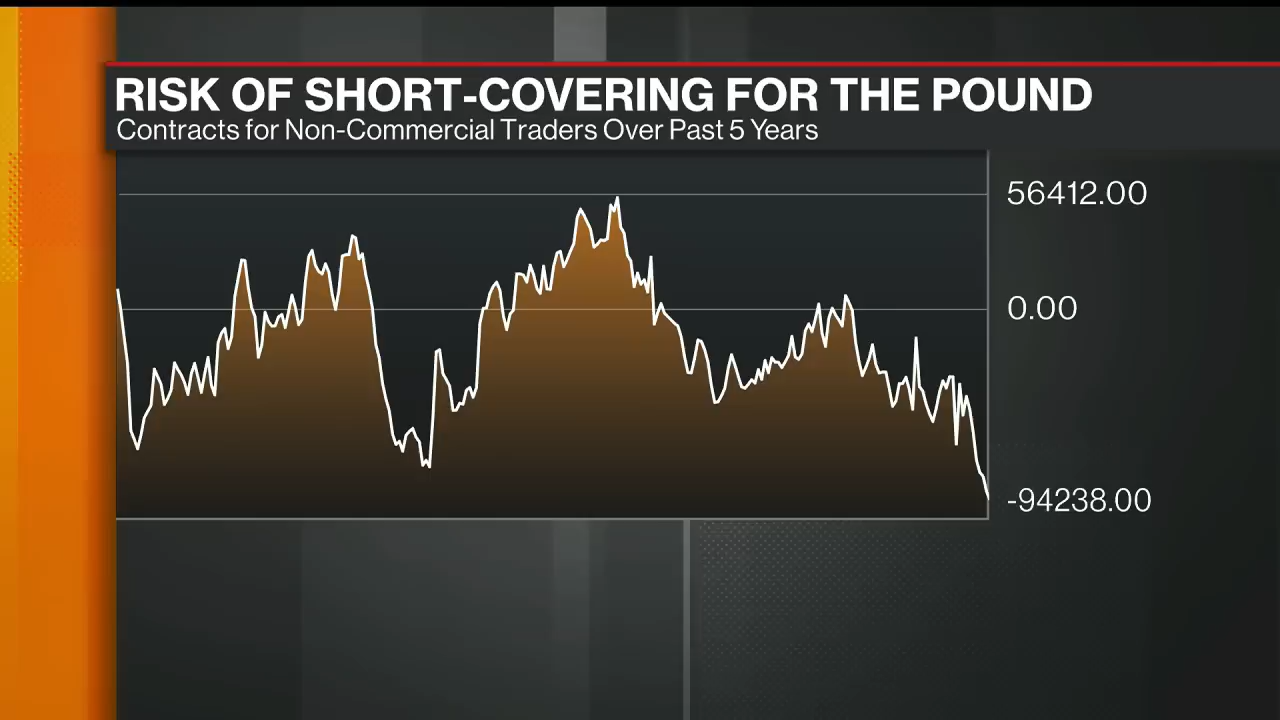 RISK OF SHORT-COVERING FOR THE POUND
Contracts for Non-Commercial Traders Over Past 5 Years
56412.00
0.00
-94238.00